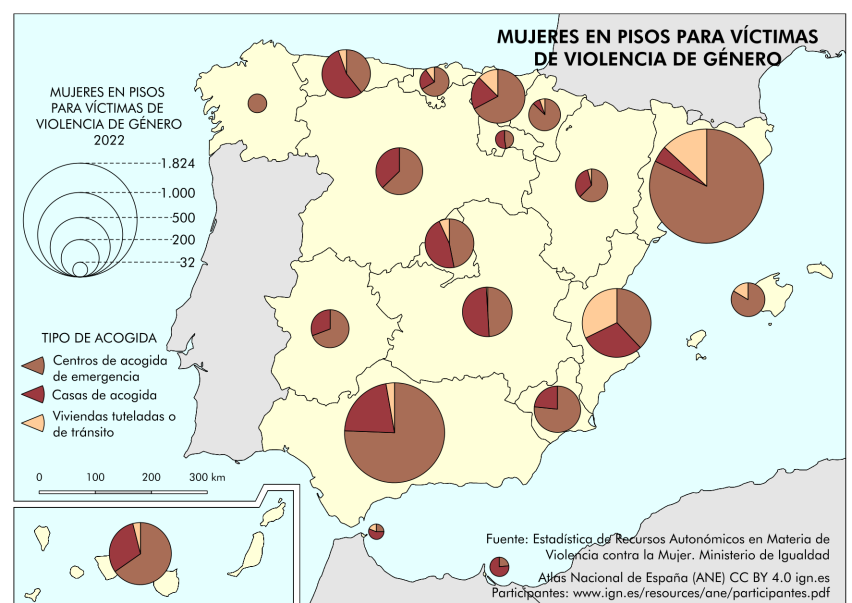 MUJERES EN PISOS PARA VÍCTIMAS
DE VIOLENCIA DE GÉNERO
MUJERES EN PISOS
PARA VÍCTIMAS DE
VIOLENCIA DE GÉNERO
2022
1.824
1.000
500
200
32
TIPO DE ACOGIDA
Centros de acogida
de emergencia
Casas de acogida
Viviendas tuteladas o
de tránsito
0 100 200 300 km
Fuente: Estadística de Recursos Autonómicos en Materia de
Violencia contra la Mujer. Ministerio de Igualdad
Atlas Nacional de España (ANE) CC BY 4.0 ign.es
Participantes: www.ign.es/resources/ane/participantes.pdf